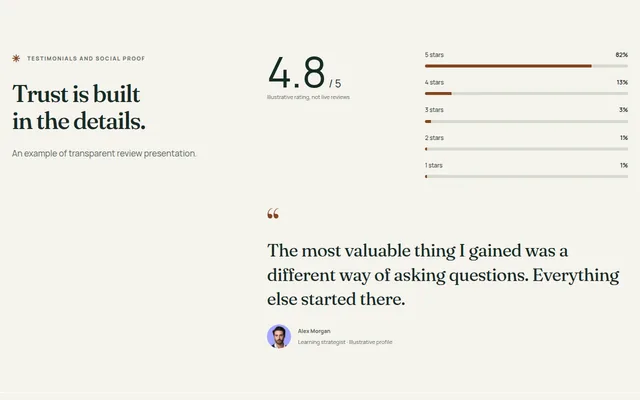 TESTIMONIALS AND SOCIAL PROOF
Trust is built
in the details.
An example of transparent review presentation.
4.8 / 5
Illustrative rating, not live reviews
5 stars 82%
4 stars 13%
3 stars 3%
2 stars 1%
1 stars 1%
“
The most valuable thing I gained was a
different way of asking questions. Everything
else started there.
Alex Morgan
Learning strategist · Illustrative profile